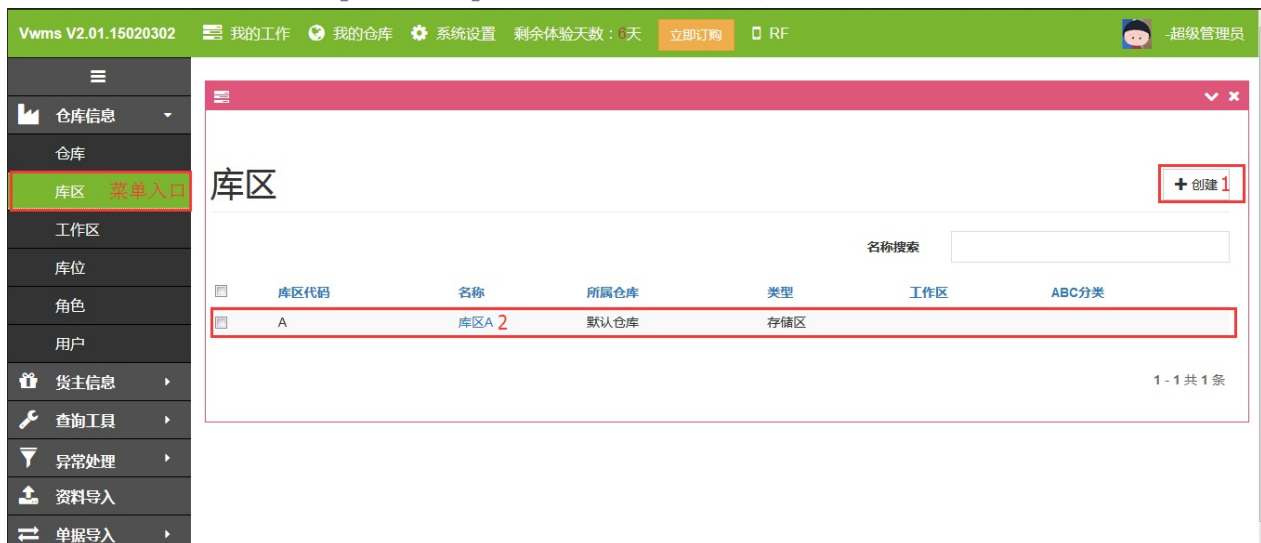 Vwms V2.01.15020302 我的工作 我的仓库 系统设置 剩余体验天数：6天 立即订购 RF -超级管理员
仓库信息
仓库
库区 菜单入口
工作区
库位
角色
用户
货主信息
查询工具
异常处理
资料导入
单据导入
库区
创建 1
名称搜索
库区代码 名称 所属仓库 类型 工作区 ABC分类
A 库区A 2 默认仓库 存储区
1 - 1 共 1 条